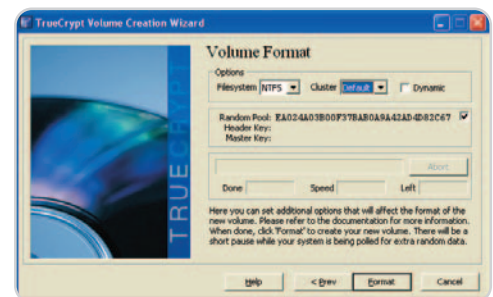 TrueCrypt Volume Creation Wizard
TRUECRYPT
Volume Format
Options
Filesystem NTFS Cluster Default Dynamic
Random Pool: EA024A03B00F37BAB0A9A42AD4D82C67
Header Key:
Master Key:
Abort
Done Speed Left
Here you can set additional options that will affect the format of the
new volume. Please refer to the documentation for more information.
When done, click 'Format' to create your new volume. There will be a
short pause while your system is being polled for extra random data.
Help < Prev Format Cancel